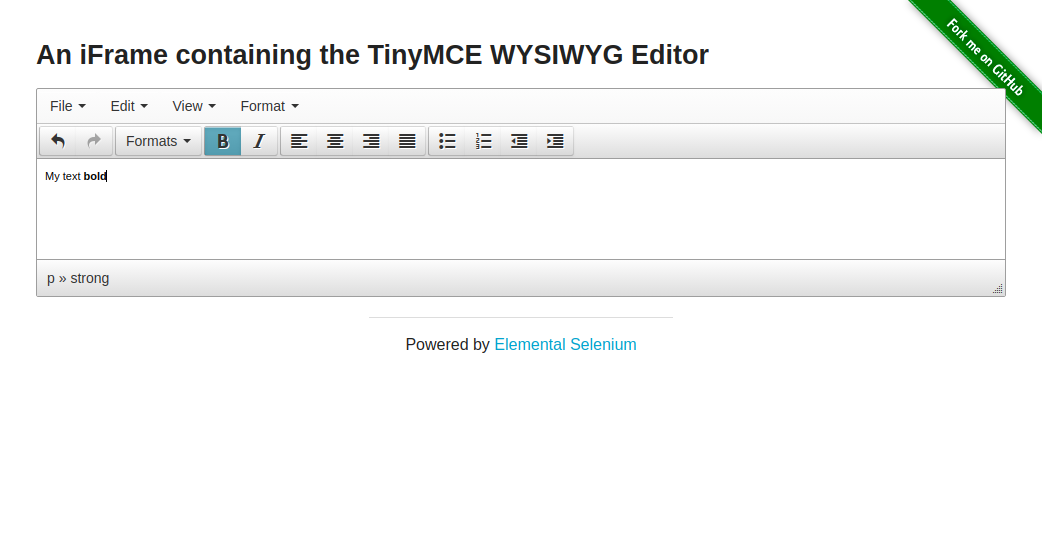 Fork me on GitHub
An iFrame containing the TinyMCE WYSIWYG Editor
File Edit View Format
Formats B I
My text bold
p » strong
Powered by Elemental Selenium